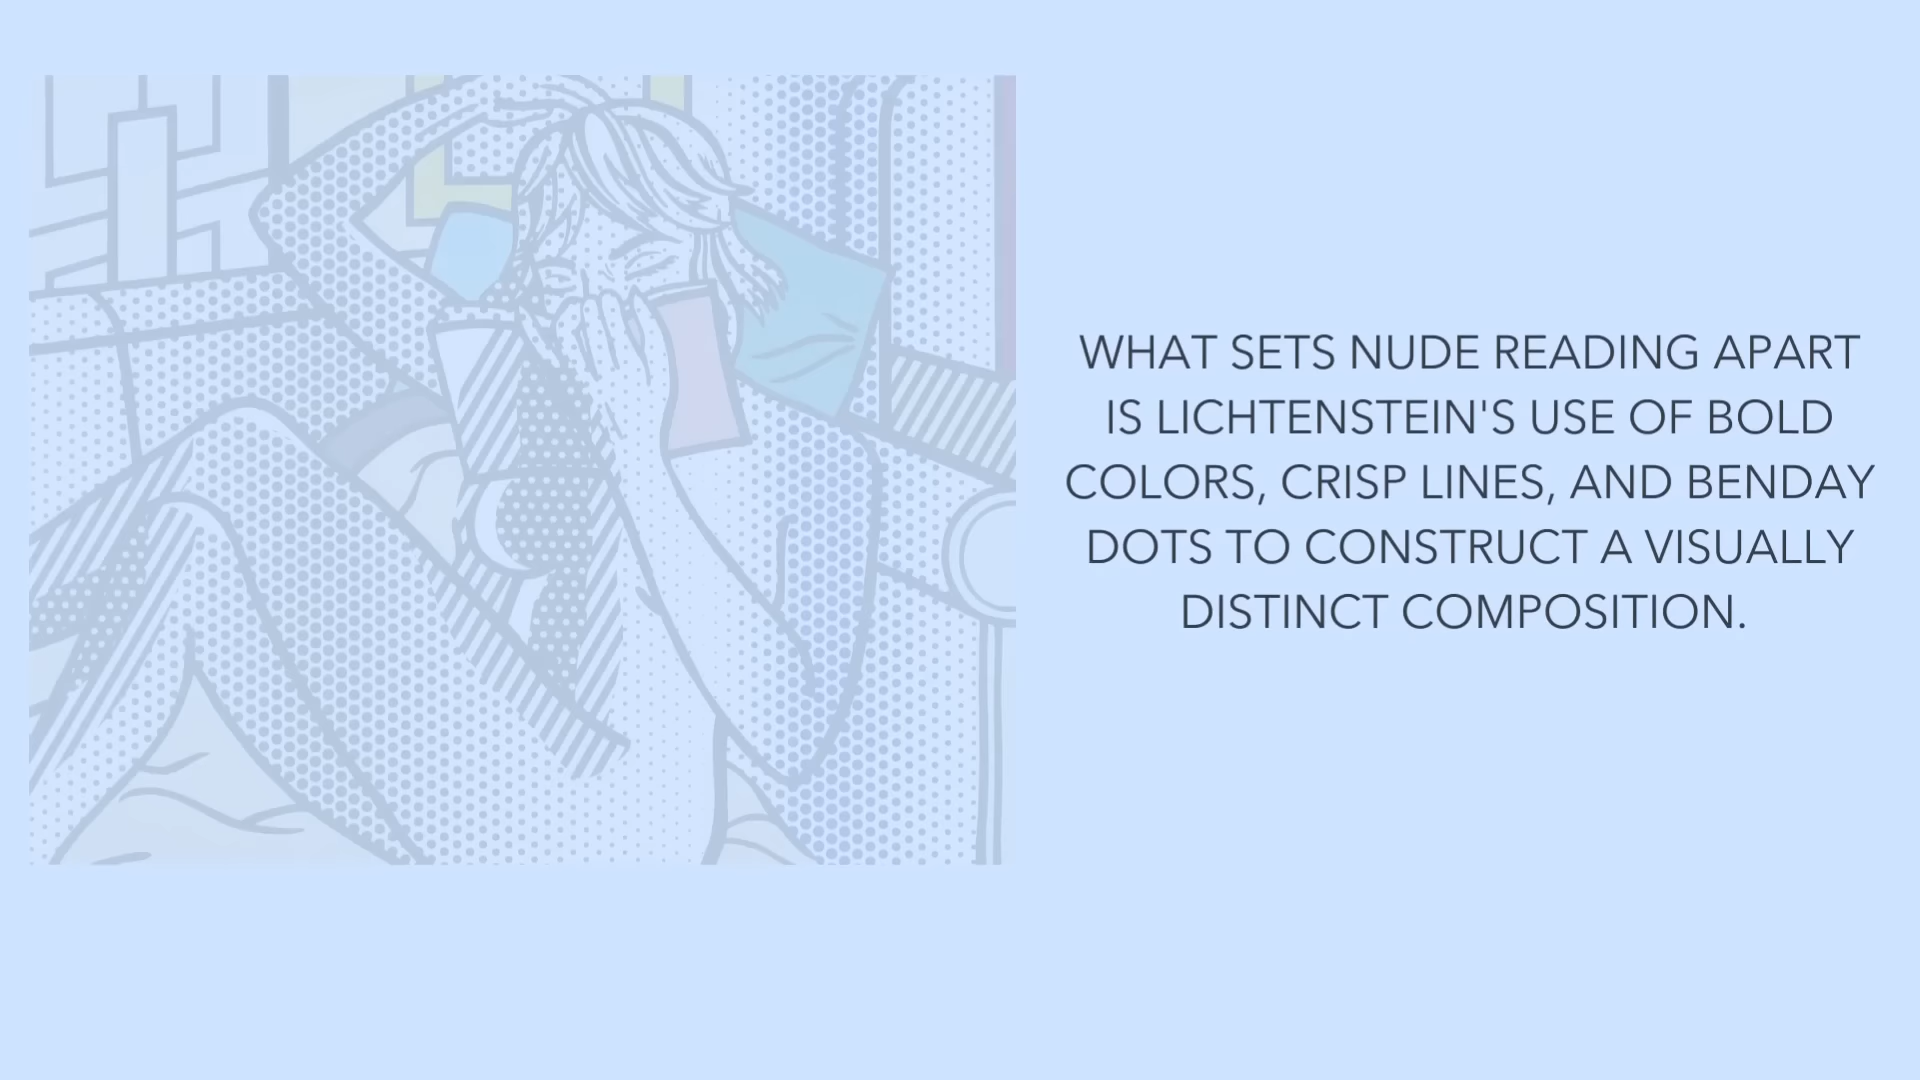 WHAT SETS NUDE READING APART
IS LICHTENSTEIN'S USE OF BOLD
COLORS, CRISP LINES, AND BENDAY
DOTS TO CONSTRUCT A VISUALLY
DISTINCT COMPOSITION.